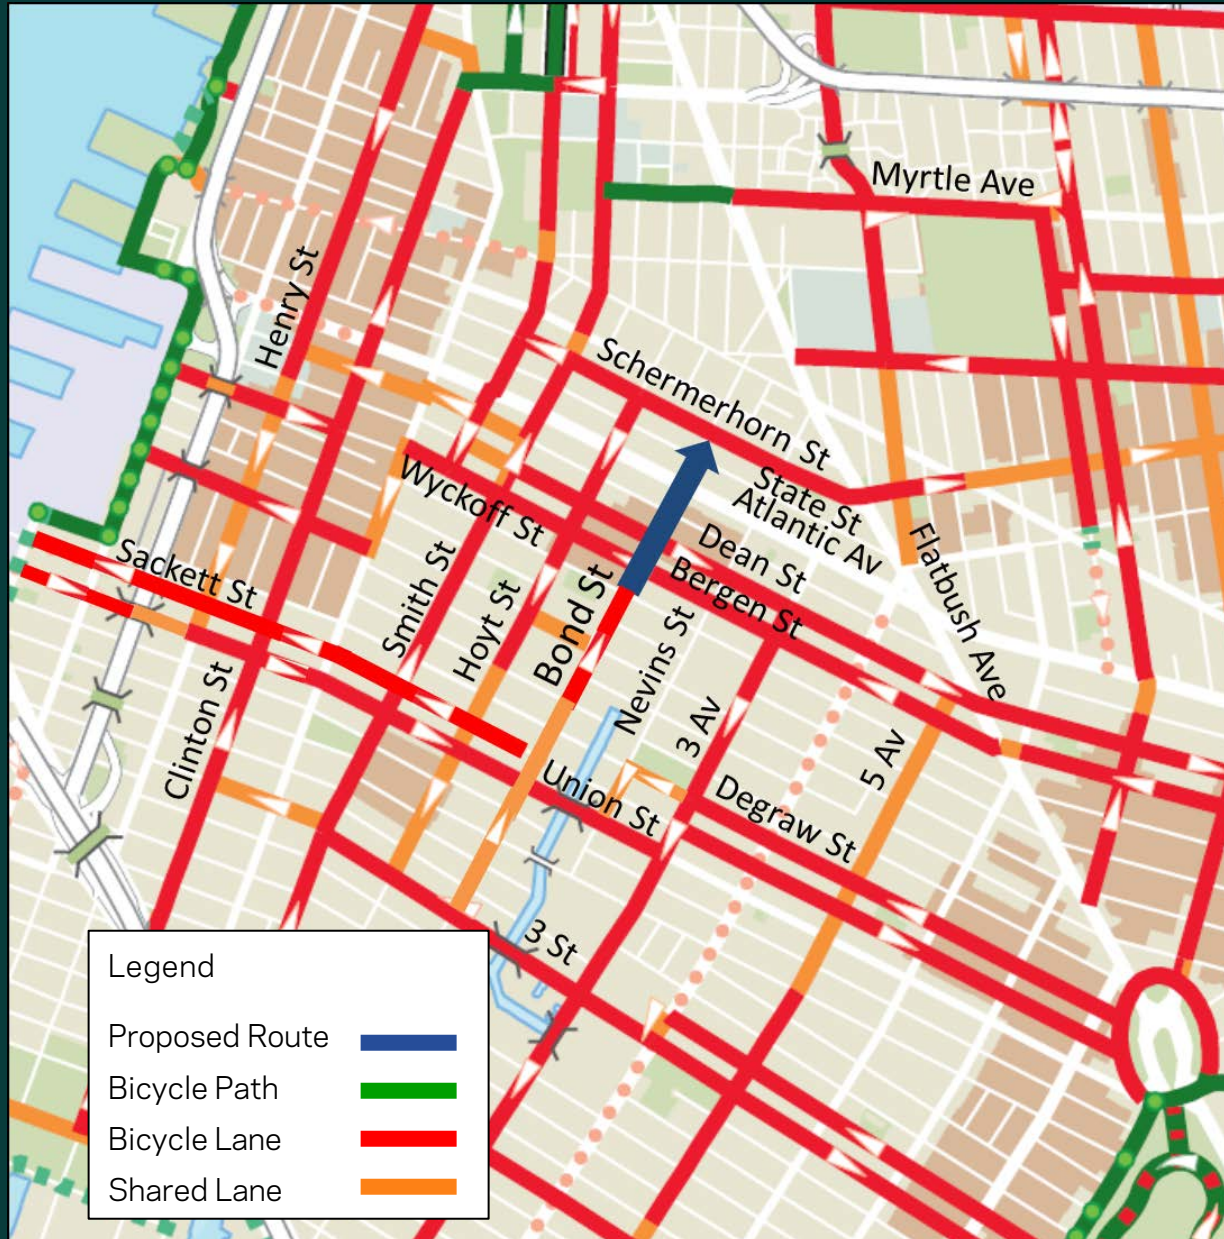 Myrtle Ave
Henry St
Schermerhorn St
State St
Atlantic Av
Wyckoff St
Dean St
Bergen St
Flatbush Ave
Sackett St
Smith St
Hoyt St
Bond St
Nevins St
Clinton St
3 Av
5 Av
Union St
Degraw St
3 St
Legend
Proposed Route
Bicycle Path
Bicycle Lane
Shared Lane